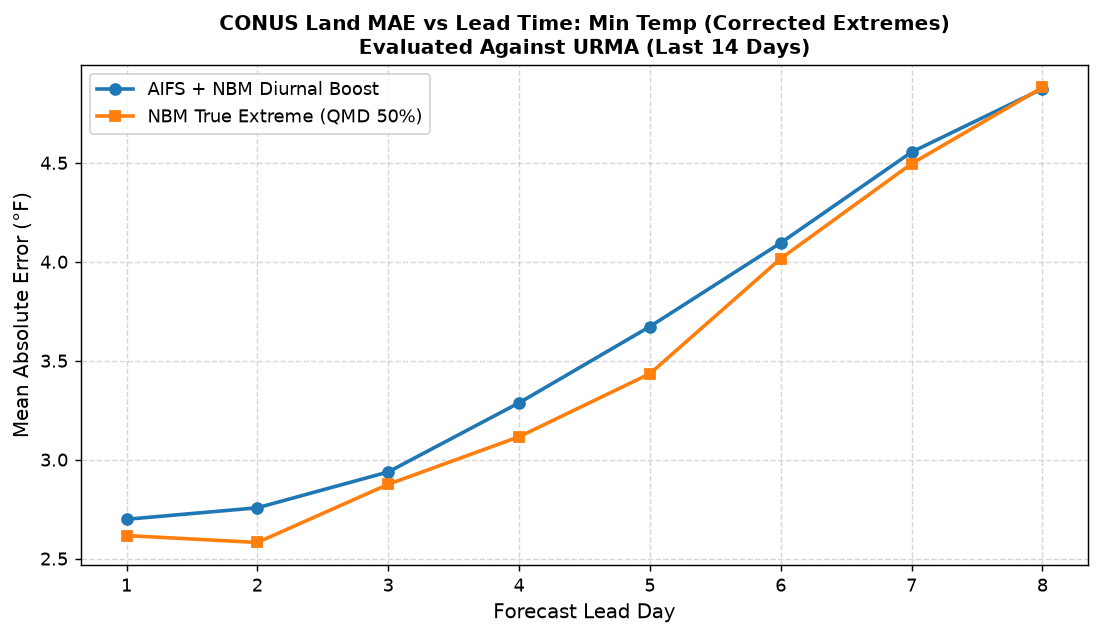 CONUS Land MAE vs Lead Time: Min Temp (Corrected Extremes)
Evaluated Against URMA (Last 14 Days)
AIFS + NBM Diurnal Boost
NBM True Extreme (QMD 50%)
Mean Absolute Error (°F)
4.5
4.0
3.5
3.0
2.5
1 2 3 4 5 6 7 8
Forecast Lead Day